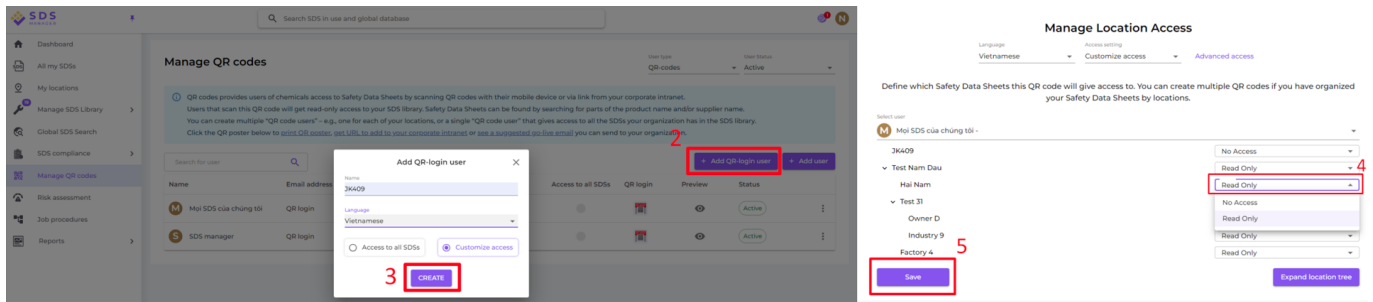 SDS
MANAGER
Search SDS in use and global database
N
Dashboard
All my SDSs
My locations
Manage SDS Library
Global SDS Search
SDS compliance
Manage QR codes
Risk assessment
Job procedures
Reports
Manage QR codes
User type
QR-codes
User Status
Active
QR codes provides users of chemicals access to Safety Data Sheets by scanning QR codes with their mobile device or via link from your corporate intranet.
Users that scan this QR code will get read-only access to your SDS library. Safety Data Sheets can be found by searching for parts of the product name and/or supplier name.
You can create multiple "QR code users" – e.g., one for each of your locations, or a single "QR code user" that gives access to all the SDSs your organization has in the SDS library.
Click the QR poster below to print QR poster, get URL to add to your corporate intranet or see a suggested go-live email you can send to your organization.
2
Search for user
+ Add QR-login user
+ Add user
Name
Email address
Access to all SDSs
QR login
Preview
Status
M
Mọi SDS của chúng tôi
QR login
Active
S
SDS manager
QR login
Active
Add QR-login user
Name
JK409
Language
Vietnamese
Access to all SDSs
Customize access
3
CREATE
Manage Location Access
Language
Vietnamese
Access setting
Customize access
Advanced access
Define which Safety Data Sheets this QR code will give access to. You can create multiple QR codes if you have organized
your Safety Data Sheets by locations.
Select user
M
Mọi SDS của chúng tôi -
JK409
No Access
Test Nam Dau
Read Only
4
Hai Nam
Read Only
No Access
Read Only
Test 31
Owner D
Industry 9
Read Only
Factory 4
Read Only
5
Save
Expand location tree